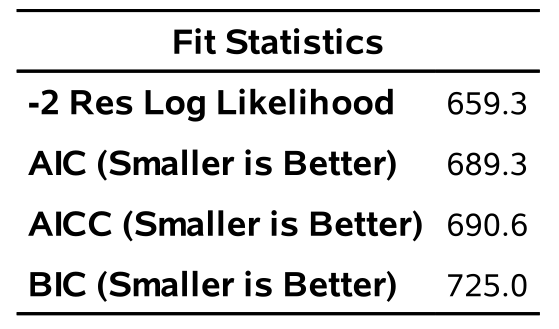 Fit Statistics
-2 Res Log Likelihood 659.3
AIC (Smaller is Better) 689.3
AICC (Smaller is Better) 690.6
BIC (Smaller is Better) 725.0